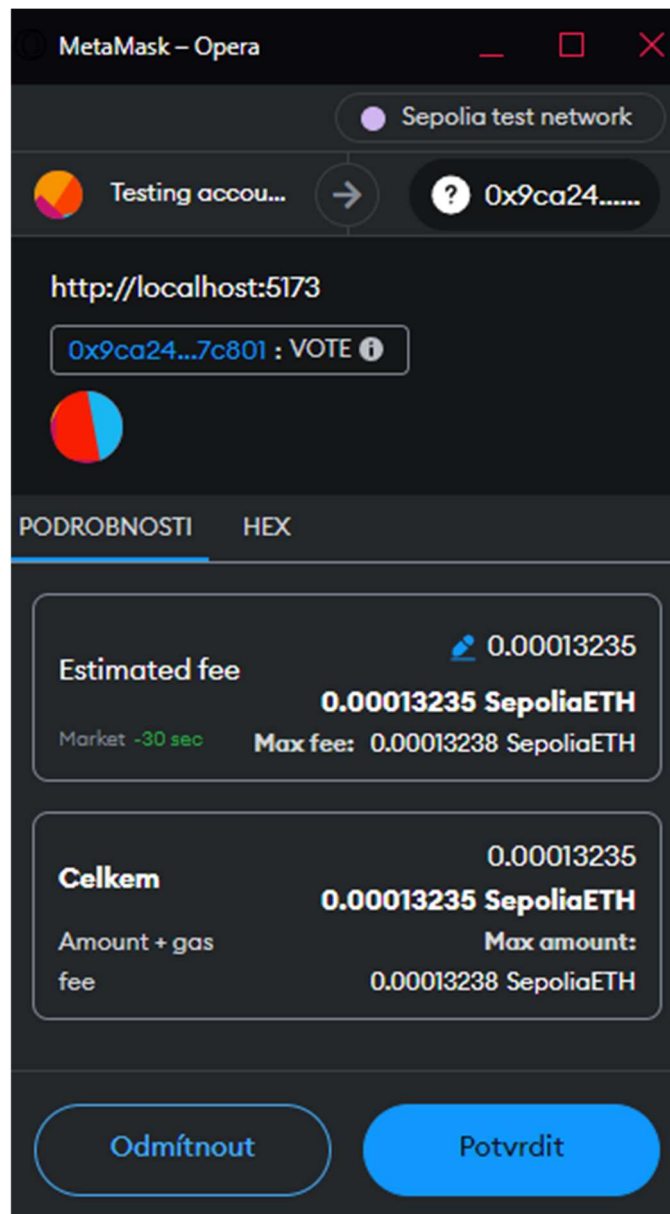 MetaMask – Opera
Sepolia test network
Testing accou...
? 0x9ca24......
http://localhost:5173
0x9ca24...7c801 : VOTE
PODROBNOSTI HEX
0.00013235
Estimated fee
0.00013235 SepoliaETH
Market -30 sec Max fee: 0.00013238 SepoliaETH
0.00013235
Celkem
0.00013235 SepoliaETH
Amount + gas Max amount:
fee 0.00013238 SepoliaETH
Odmítnout Potvrdit